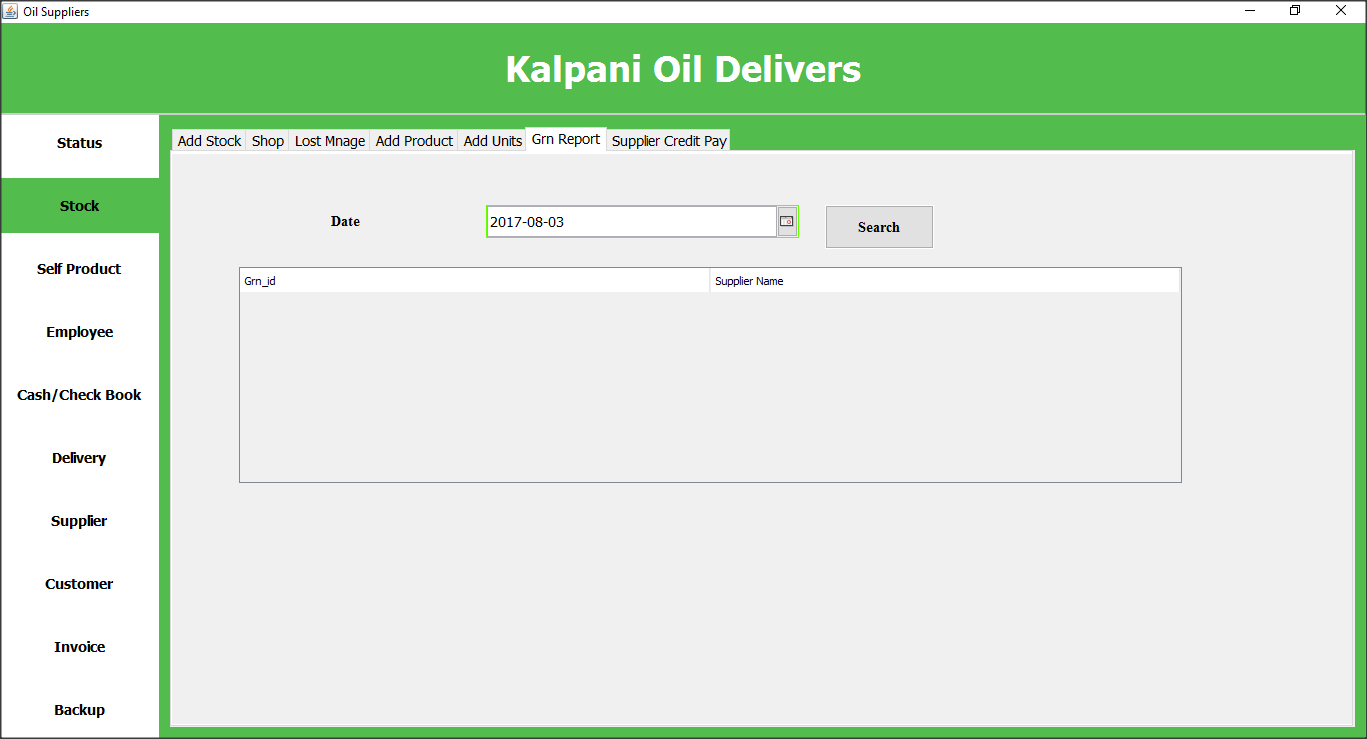 Oil Suppliers
Kalpani Oil Delivers
Status
Stock
Self Product
Employee
Cash/Check Book
Delivery
Supplier
Customer
Invoice
Backup
Add Stock Shop Lost Mnage Add Product Add Units Grn Report Supplier Credit Pay
Date 2017-08-03 Search
Grn_id Supplier Name